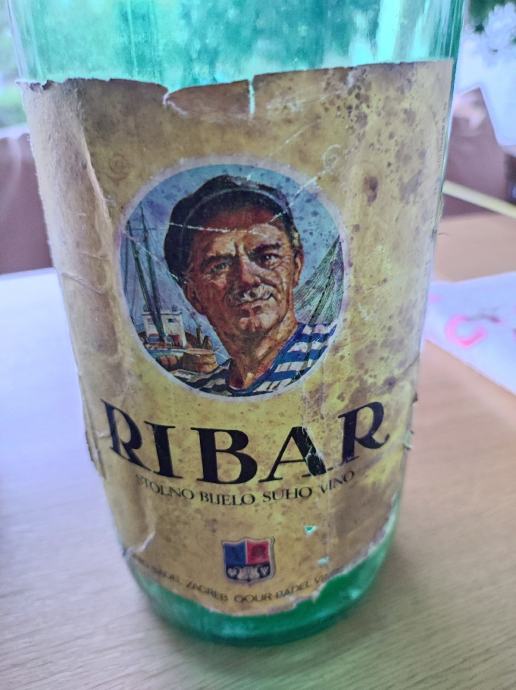 RIBAR
STOLNO BIJELO SUHO VINO
ZAGREB OOUR BADEL